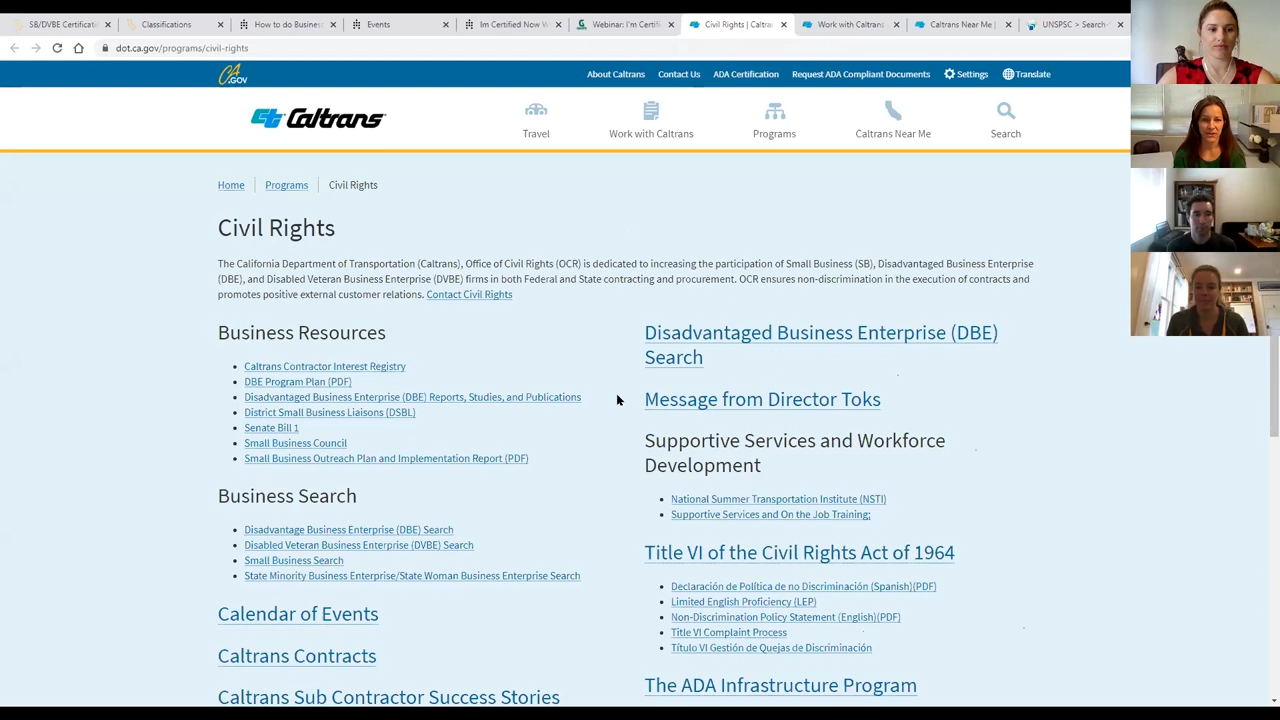 SB/DVBE Certificati
Classifications
How to do Busines
Events
Im Certified Now W
Webinar: I'm Certif
Civil Rights | Caltra
Work with Caltrans
Caltrans Near Me |
UNSPSC > Search-
dot.ca.gov/programs/civil-rights
CA.GOV
About Caltrans
Contact Us
ADA Certification
Request ADA Compliant Documents
Settings
Translate
Caltrans
Travel
Work with Caltrans
Programs
Caltrans Near Me
Search
Home
Programs
Civil Rights
Civil Rights
The California Department of Transportation (Caltrans), Office of Civil Rights (OCR) is dedicated to increasing the participation of Small Business (SB), Disadvantaged Business Enterprise
(DBE), and Disabled Veteran Business Enterprise (DVBE) firms in both Federal and State contracting and procurement. OCR ensures non-discrimination in the execution of contracts and
promotes positive external customer relations. Contact Civil Rights
Business Resources
Caltrans Contractor Interest Registry
DBE Program Plan (PDF)
Disadvantaged Business Enterprise (DBE) Reports, Studies, and Publications
District Small Business Liaisons (DSBL)
Senate Bill 1
Small Business Council
Small Business Outreach Plan and Implementation Report (PDF)
Business Search
Disadvantage Business Enterprise (DBE) Search
Disabled Veteran Business Enterprise (DVBE) Search
Small Business Search
State Minority Business Enterprise/State Woman Business Enterprise Search
Calendar of Events
Caltrans Contracts
Caltrans Sub Contractor Success Stories
Disadvantaged Business Enterprise (DBE)
Search
Message from Director Toks
Supportive Services and Workforce
Development
National Summer Transportation Institute (NSTI)
Supportive Services and On the Job Training;
Title VI of the Civil Rights Act of 1964
Declaración de Política de no Discriminación (Spanish)(PDF)
Limited English Proficiency (LEP)
Non-Discrimination Policy Statement (English)(PDF)
Title VI Complaint Process
Título VI Gestión de Quejas de Discriminación
The ADA Infrastructure Program